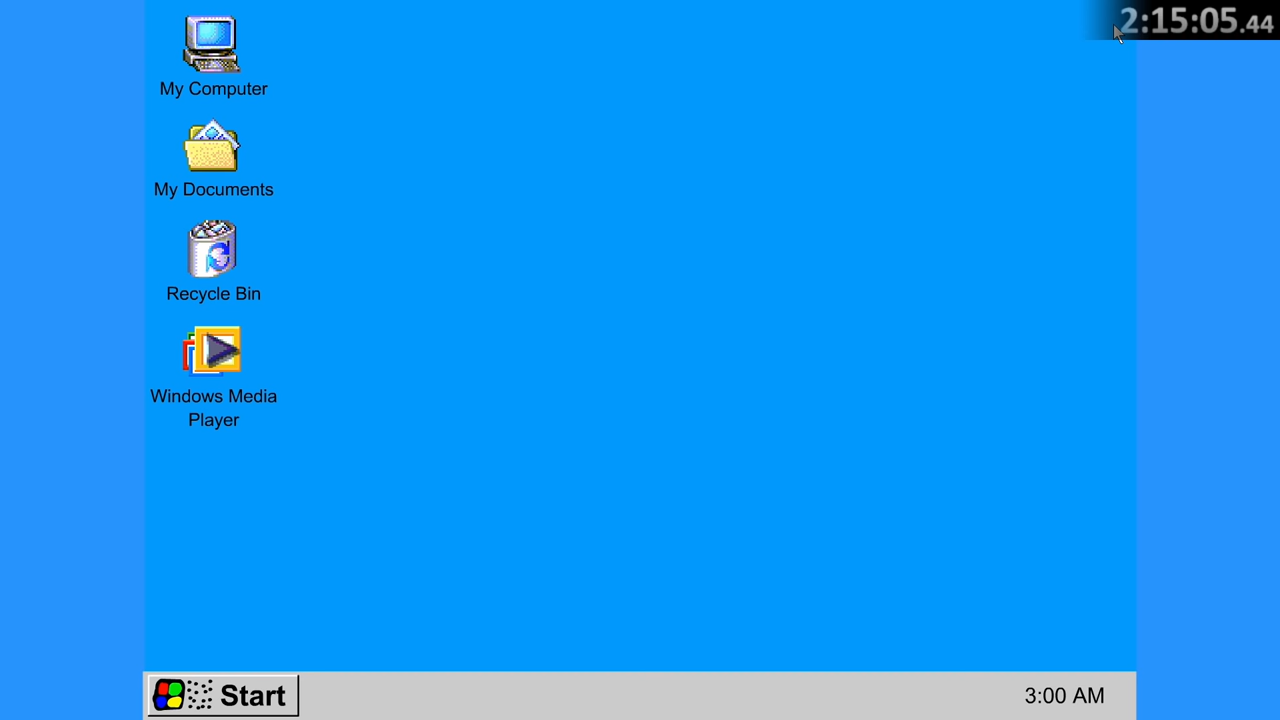 2:15:05.44
My Computer
My Documents
Recycle Bin
Windows Media
Player
Start
3:00 AM